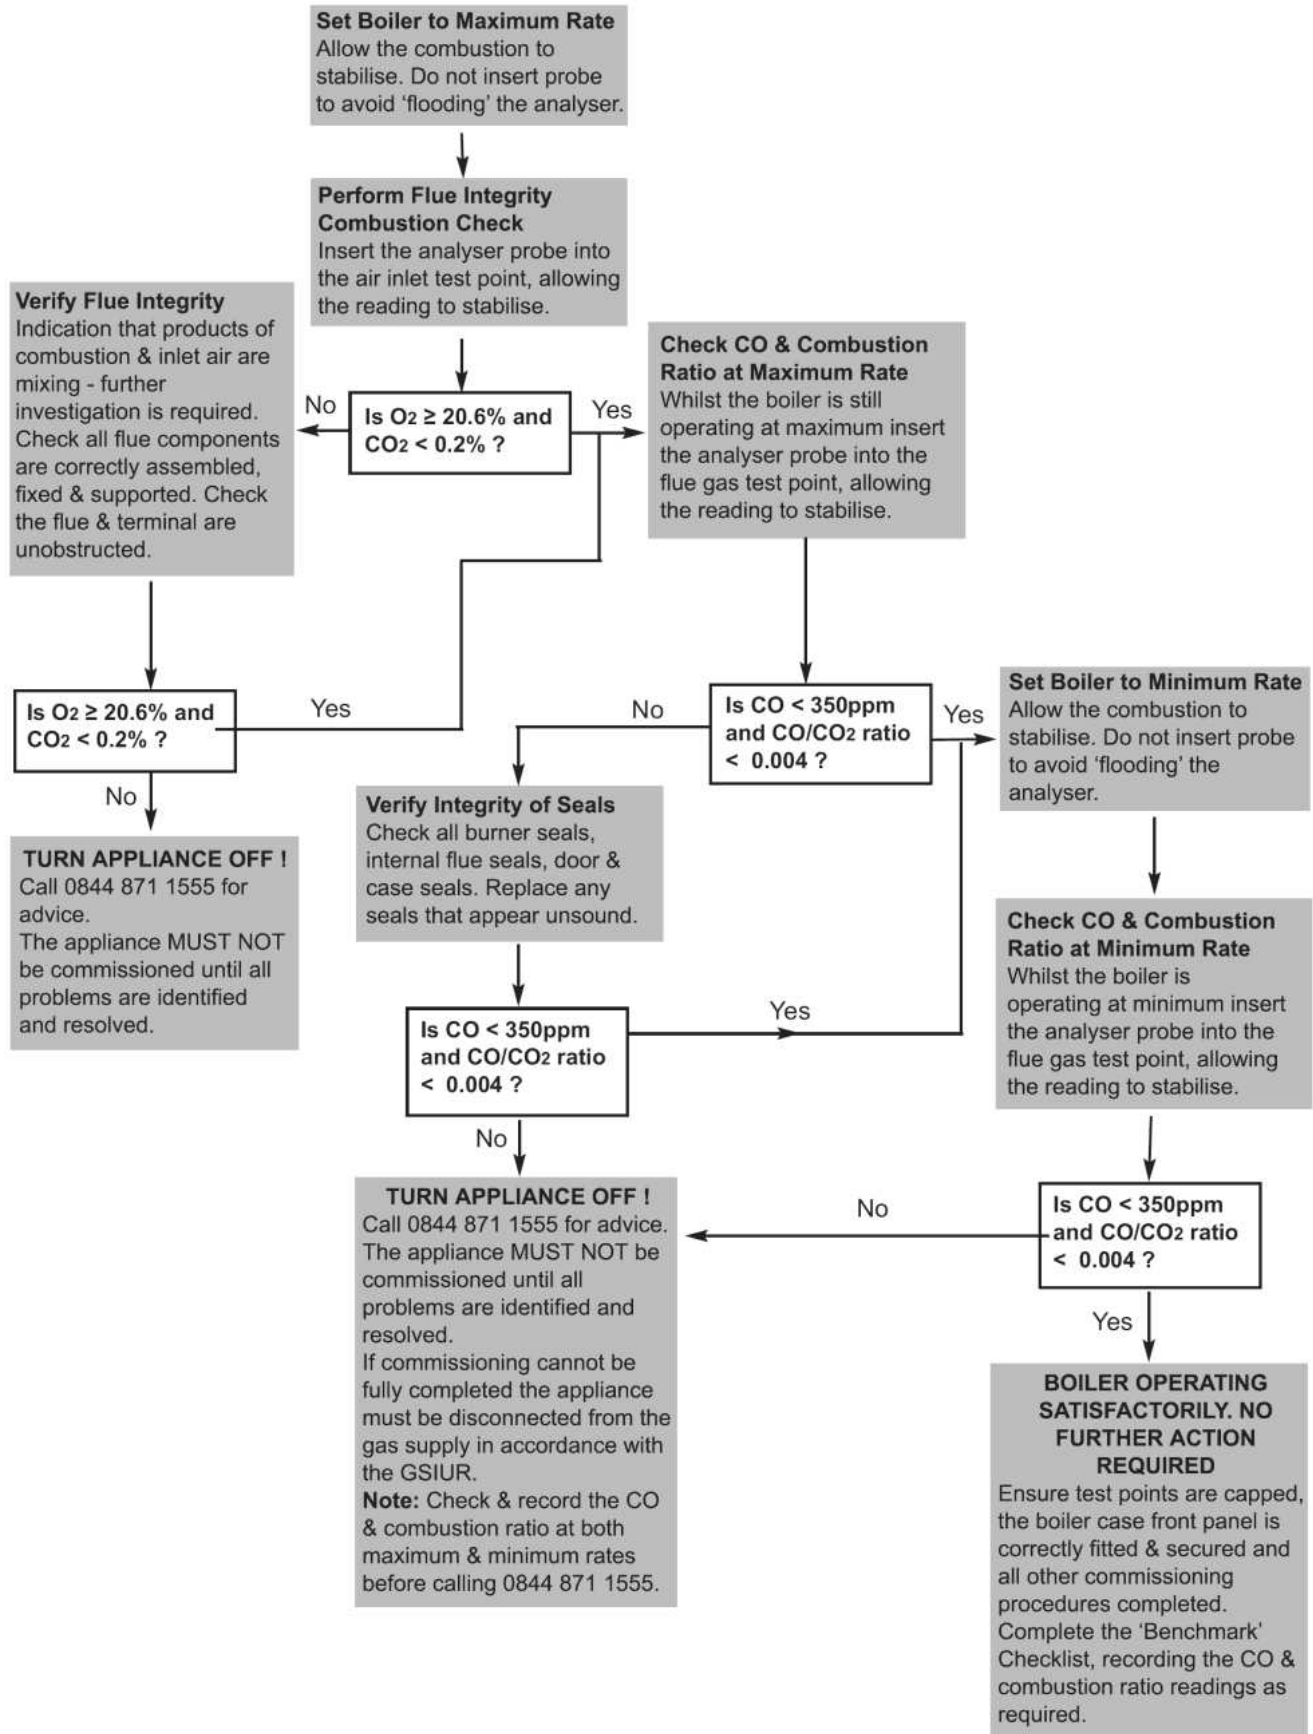 Set Boiler to Maximum Rate
Allow the combustion to
stabilise. Do not insert probe
to avoid ‘flooding’ the analyser.
Perform Flue Integrity
Combustion Check
Insert the analyser probe into
the air inlet test point, allowing
the reading to stabilise.
Verify Flue Integrity
Indication that products of
combustion & inlet air are
mixing - further
investigation is required.
Check all flue components
are correctly assembled,
fixed & supported. Check
the flue & terminal are
unobstructed.
No
Is O2 ≥ 20.6% and
CO2 < 0.2% ?
Yes
Check CO & Combustion
Ratio at Maximum Rate
Whilst the boiler is still
operating at maximum insert
the analyser probe into the
flue gas test point, allowing
the reading to stabilise.
Is O2 ≥ 20.6% and
CO2 < 0.2% ?
Yes
No
TURN APPLIANCE OFF !
Call 0844 871 1555 for
advice.
The appliance MUST NOT
be commissioned until all
problems are identified
and resolved.
No
Is CO < 350ppm
and CO/CO2 ratio
< 0.004 ?
Yes
Set Boiler to Minimum Rate
Allow the combustion to
stabilise. Do not insert probe
to avoid ‘flooding’ the
analyser.
Verify Integrity of Seals
Check all burner seals,
internal flue seals, door &
case seals. Replace any
seals that appear unsound.
Check CO & Combustion
Ratio at Minimum Rate
Whilst the boiler is
operating at minimum insert
the analyser probe into the
flue gas test point, allowing
the reading to stabilise.
Is CO < 350ppm
and CO/CO2 ratio
< 0.004 ?
Yes
No
TURN APPLIANCE OFF !
Call 0844 871 1555 for advice.
The appliance MUST NOT be
commissioned until all
problems are identified and
resolved.
If commissioning cannot be
fully completed the appliance
must be disconnected from the
gas supply in accordance with
the GSIUR.
Note: Check & record the CO
& combustion ratio at both
maximum & minimum rates
before calling 0844 871 1555.
No
Is CO < 350ppm
and CO/CO2 ratio
< 0.004 ?
Yes
BOILER OPERATING
SATISFACTORILY. NO
FURTHER ACTION
REQUIRED
Ensure test points are capped,
the boiler case front panel is
correctly fitted & secured and
all other commissioning
procedures completed.
Complete the ‘Benchmark’
Checklist, recording the CO &
combustion ratio readings as
required.